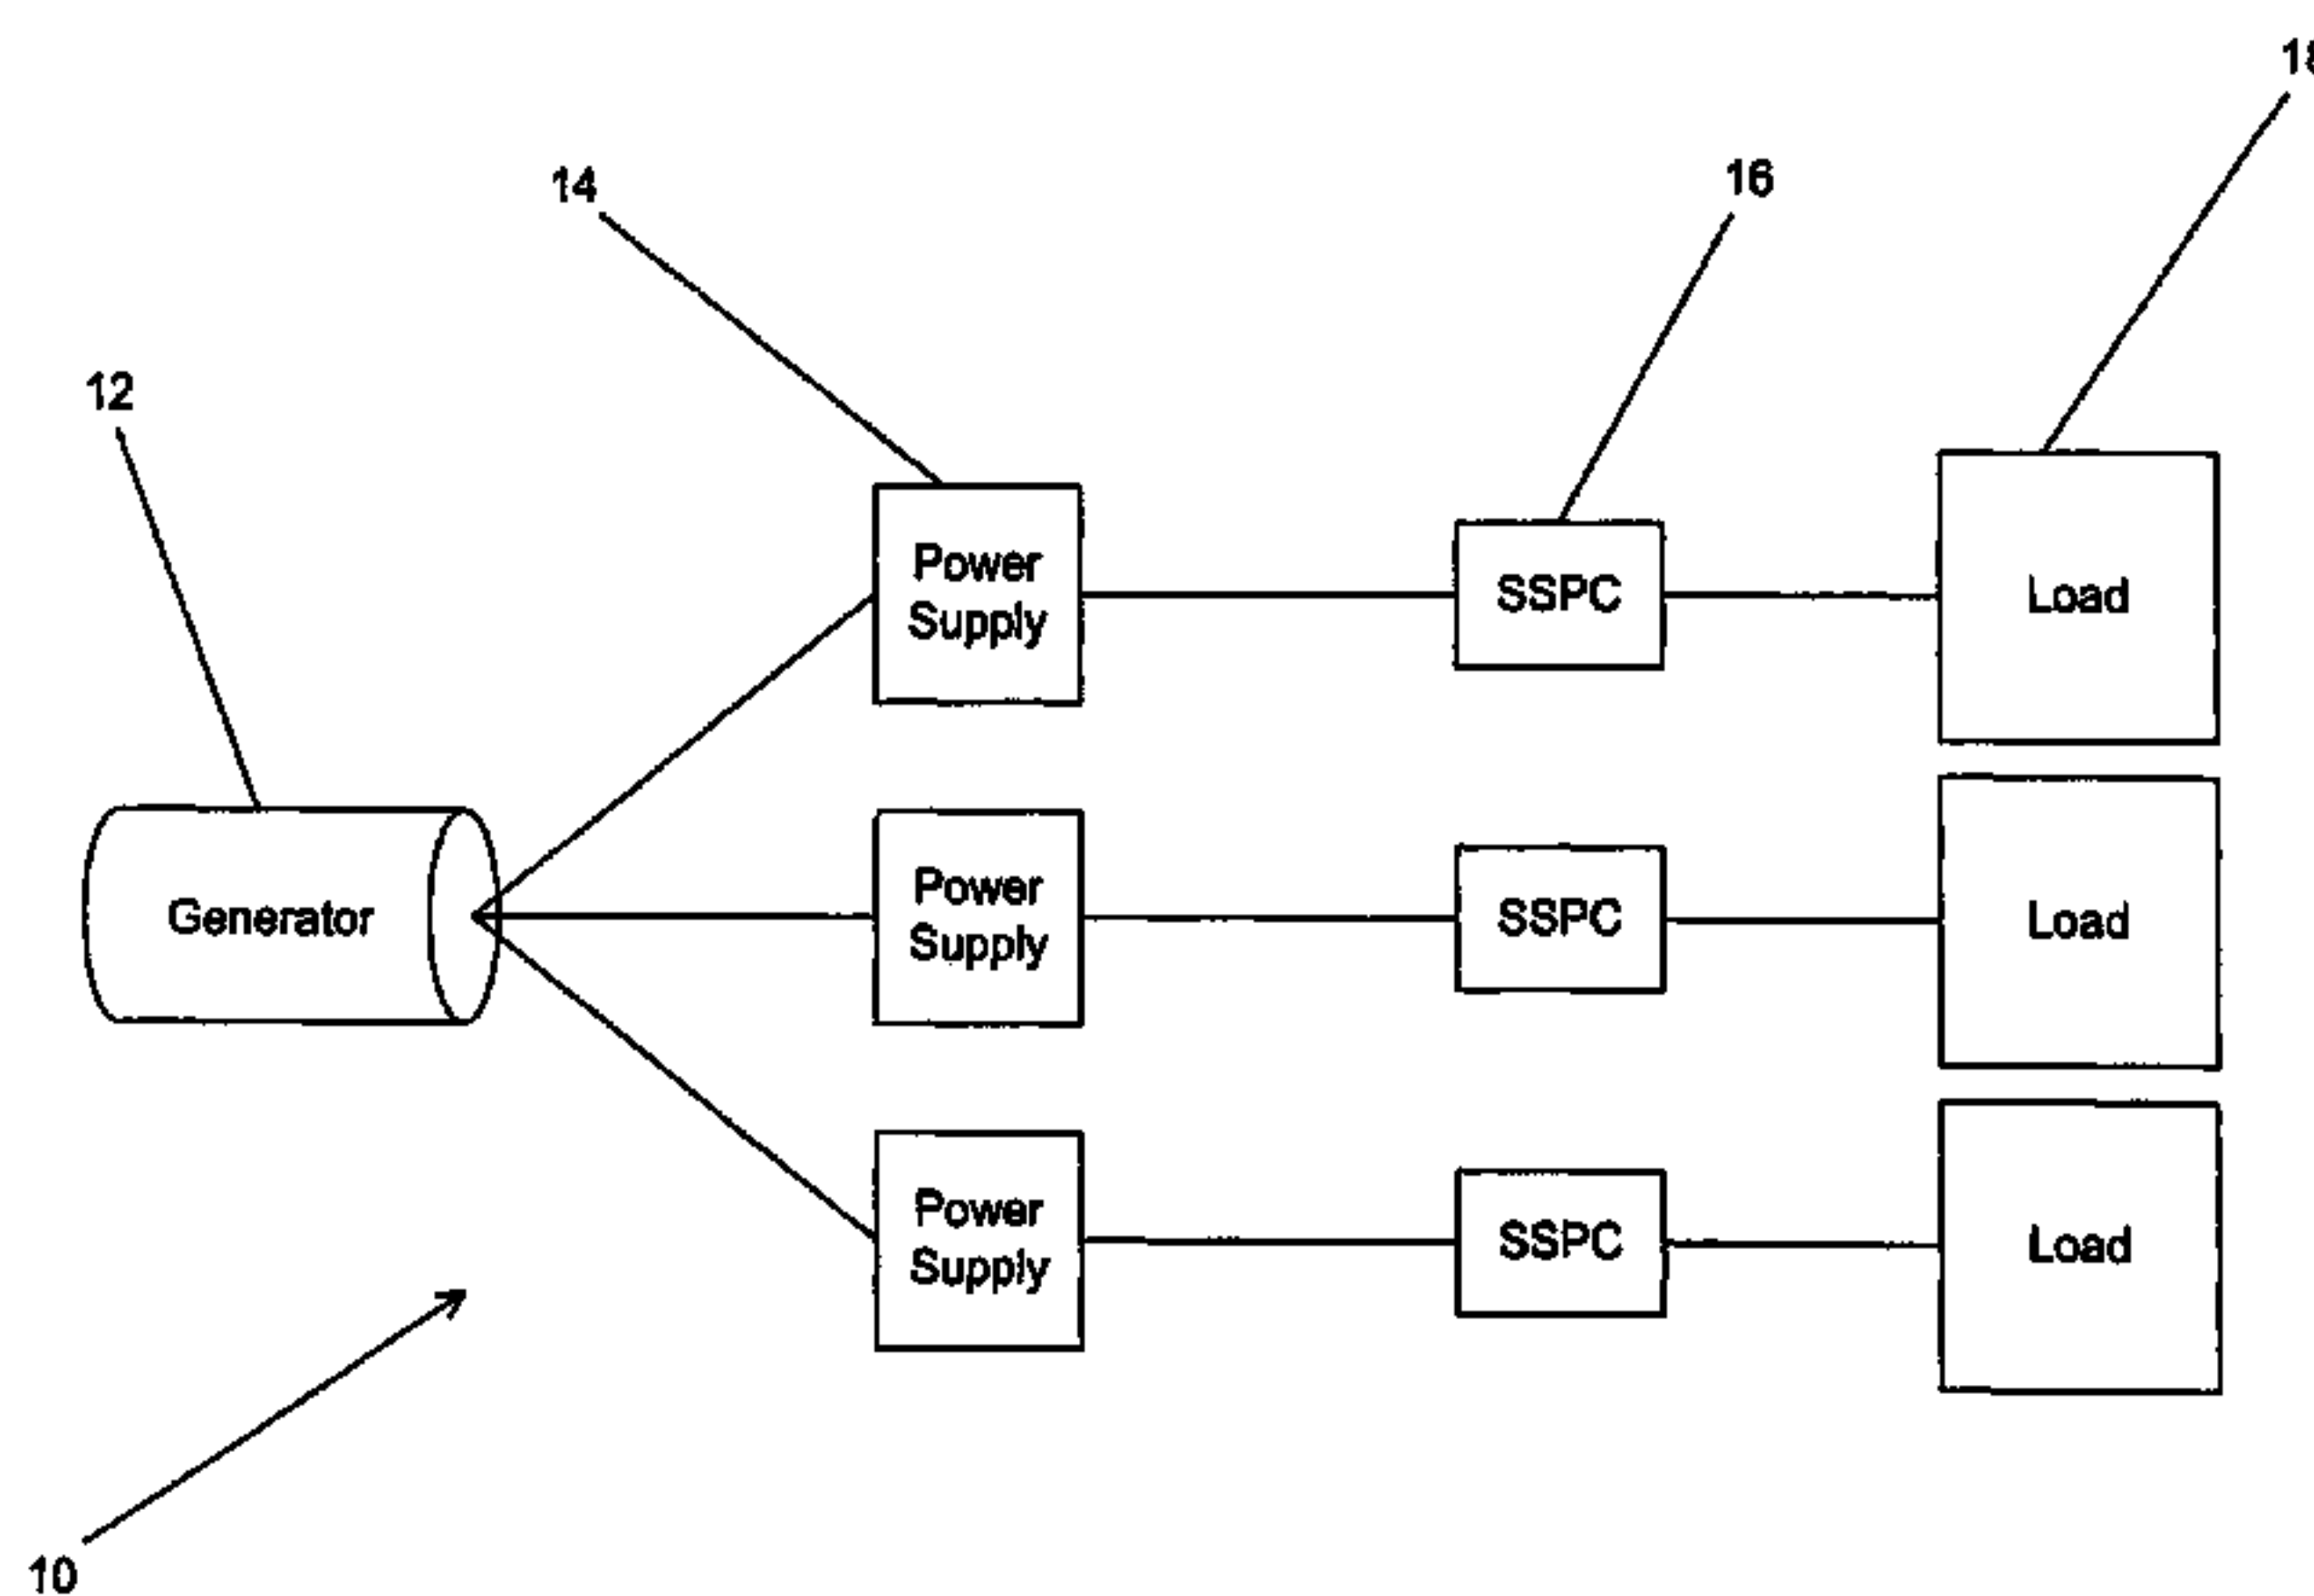 18
14
16
12
Power
Supply
SSPC
Load
Generator
Power
Supply
SSPC
Load
Power
Supply
SSPC
Load
10